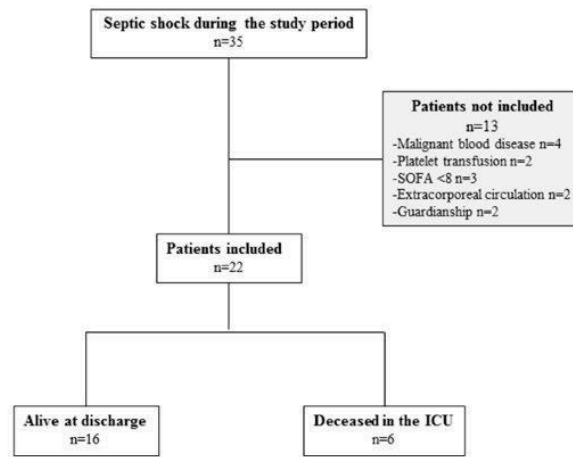 Septic shock during the study period
n=35
Patients not included
n=13
-Malignant blood disease n=4
-Platelet transfusion n=2
-SOFA <8 n=3
-Extracorporeal circulation n=2
-Guardianship n=2
Patients included
n=22
Alive at discharge
n=16
Deceased in the ICU
n=6